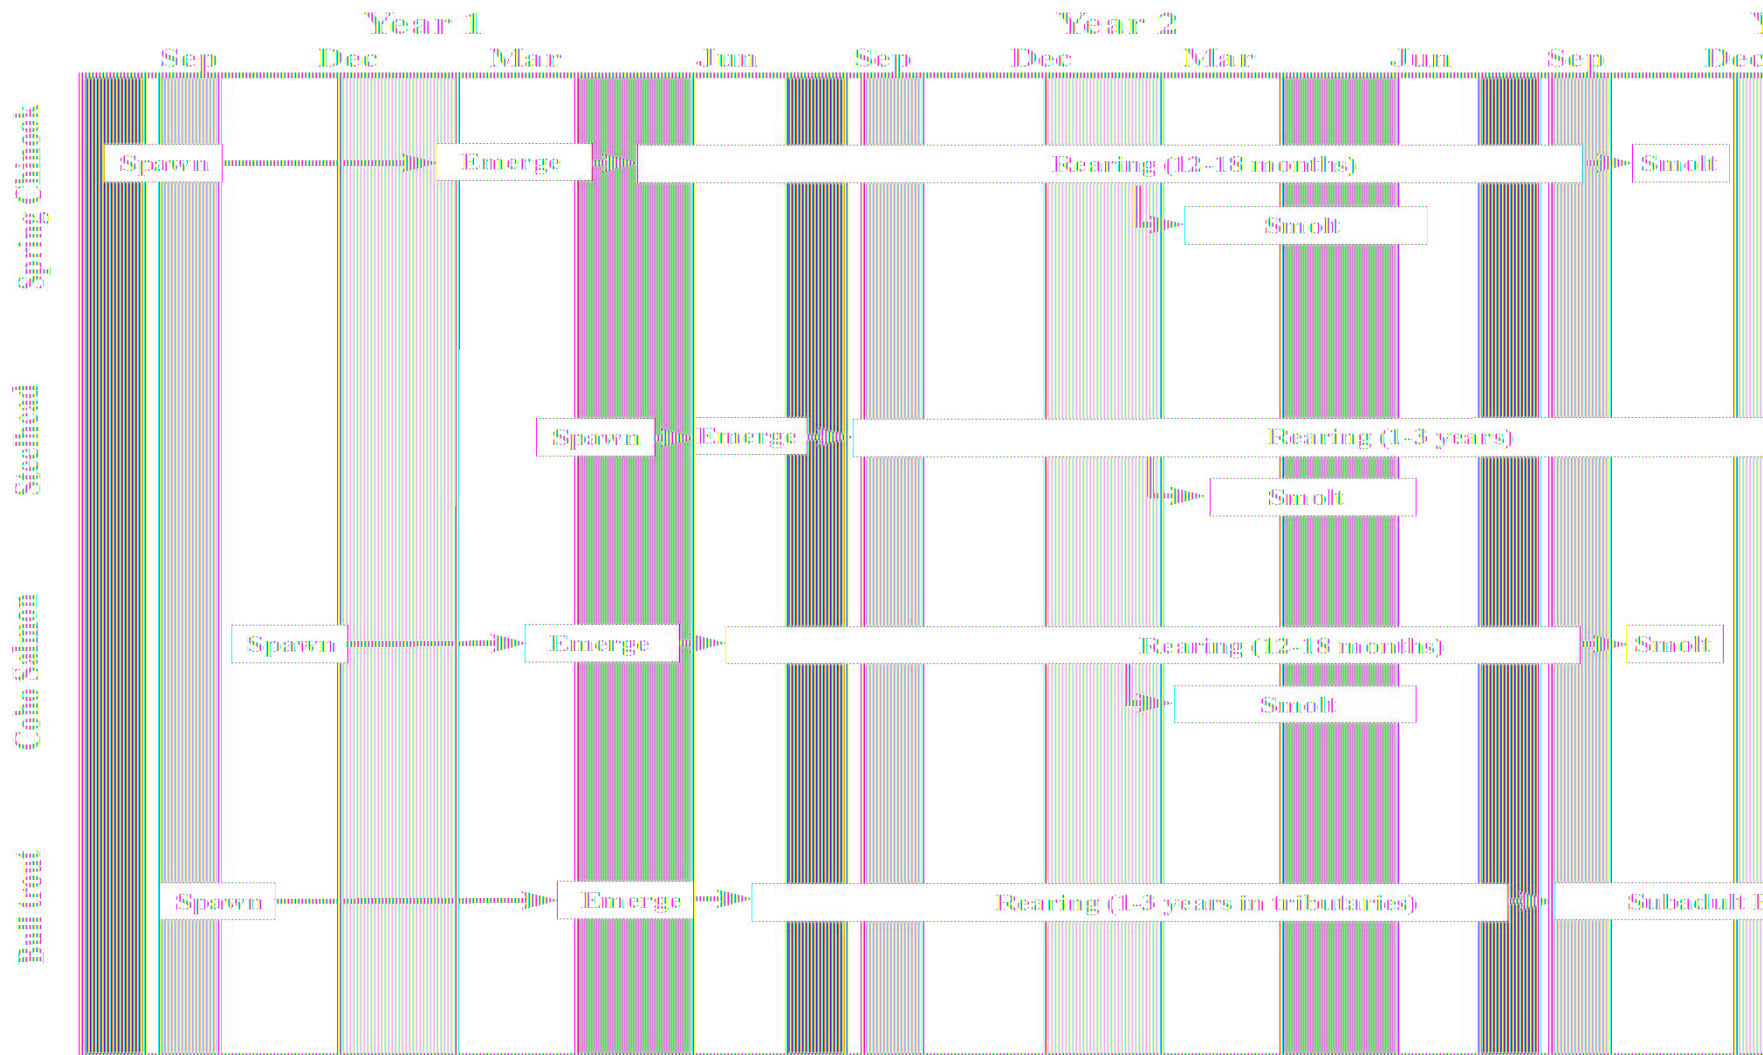 Year 1 Year 2
Sep Dec Mar Jun Sep Dec Mar Jun Sep Dec
Spring Chinook
Spawn Emerge Rearing (12-18 months) Smolt
Smolt
Steelhead
Spawn Emerge Rearing (1-3 years)
Smolt
Coho Salmon
Spawn Emerge Rearing (12-18 months) Smolt
Smolt
Bull trout
Spawn Emerge Rearing (1-3 years in tributaries) Subadult